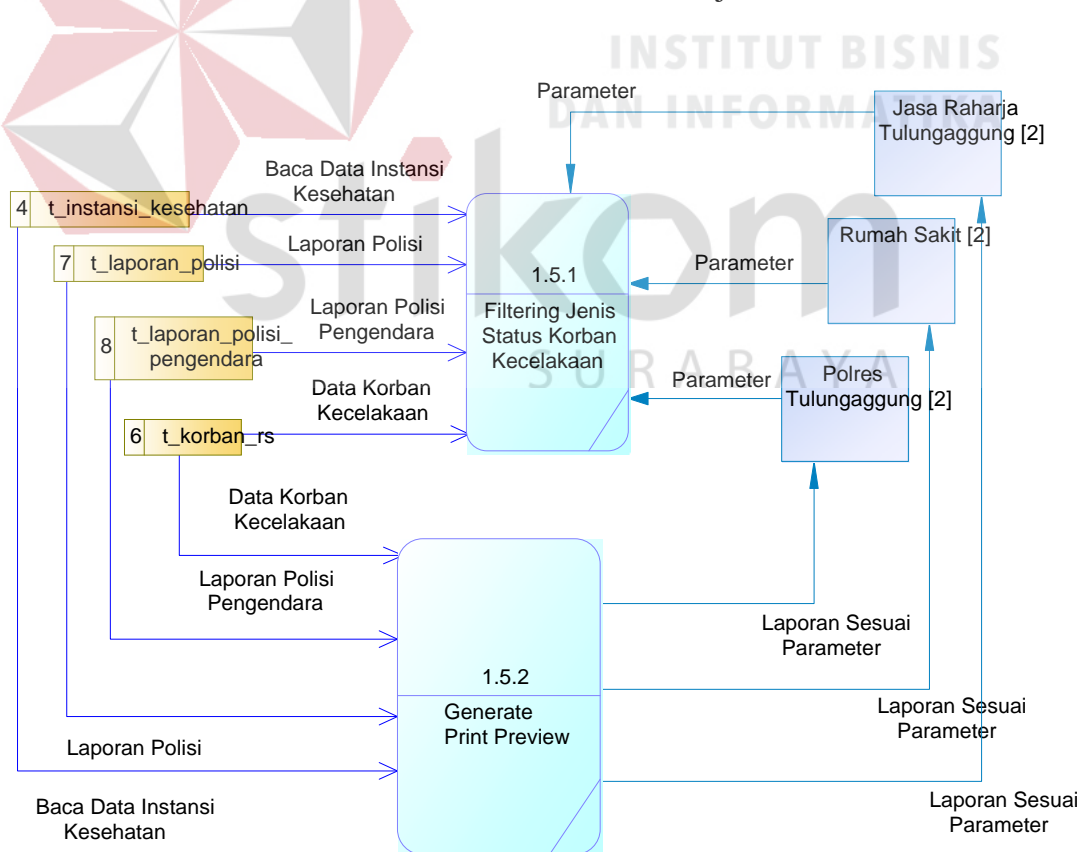 INSTITUT BISNIS
DAN INFORMATIKA
stikom
SURABAYA
Parameter
Jasa Raharja
Tulungaggung [2]
Baca Data Instansi
Kesehatan
4 t_instansi_kesehatan
Laporan Polisi
7 t_laporan_polisi
Rumah Sakit [2]
Parameter
1.5.1
Filtering Jenis
Status Korban
Kecelakaan
Laporan Polisi
Pengendara
8 t_laporan_polisi_
pengendara
Parameter
Polres
Tulungaggung [2]
Data Korban
Kecelakaan
6 t_korban_rs
Data Korban
Kecelakaan
Laporan Polisi
Pengendara
Laporan Sesuai
Parameter
1.5.2
Generate
Print Preview
Laporan Sesuai
Parameter
Laporan Polisi
Baca Data Instansi
Kesehatan
Laporan Sesuai
Parameter